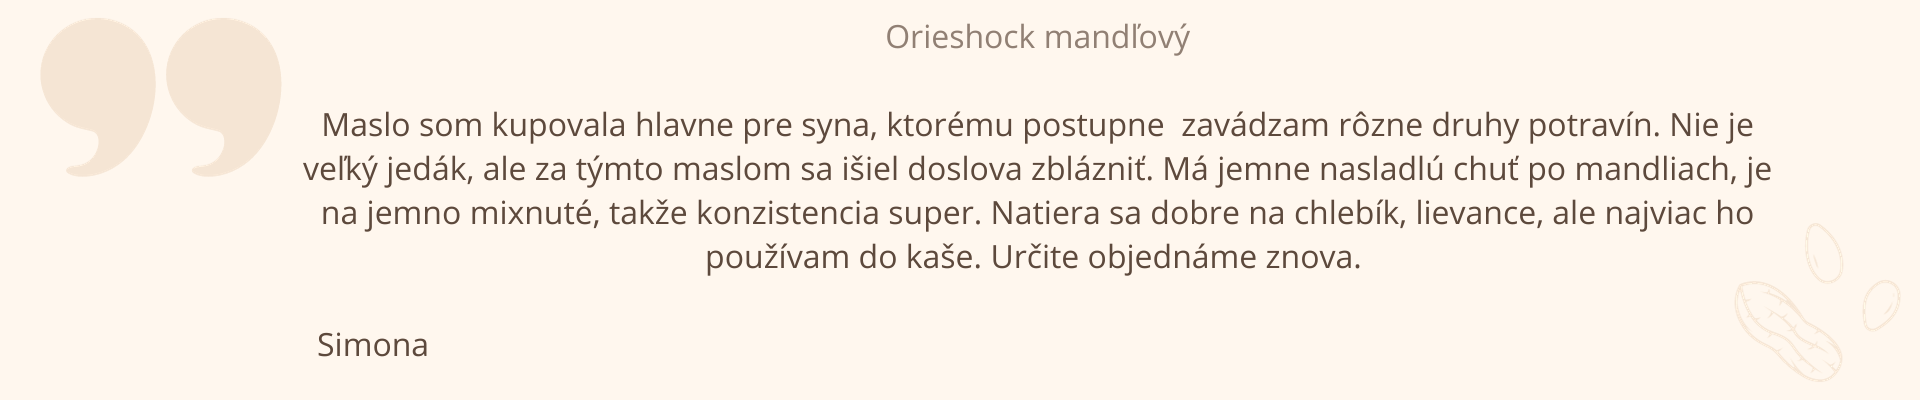 Orieshock mandľový
Maslo som kupovala hlavne pre syna, ktorému postupne  zavádzam rôzne druhy potravín. Nie je
veľký jedák, ale za týmto maslom sa išiel doslova zblázniť. Má jemne nasladlú chuť po mandliach, je
na jemno mixnuté, takže konzistencia super. Natiera sa dobre na chlebík, lievance, ale najviac ho
používam do kaše. Určite objednáme znova.
Simona